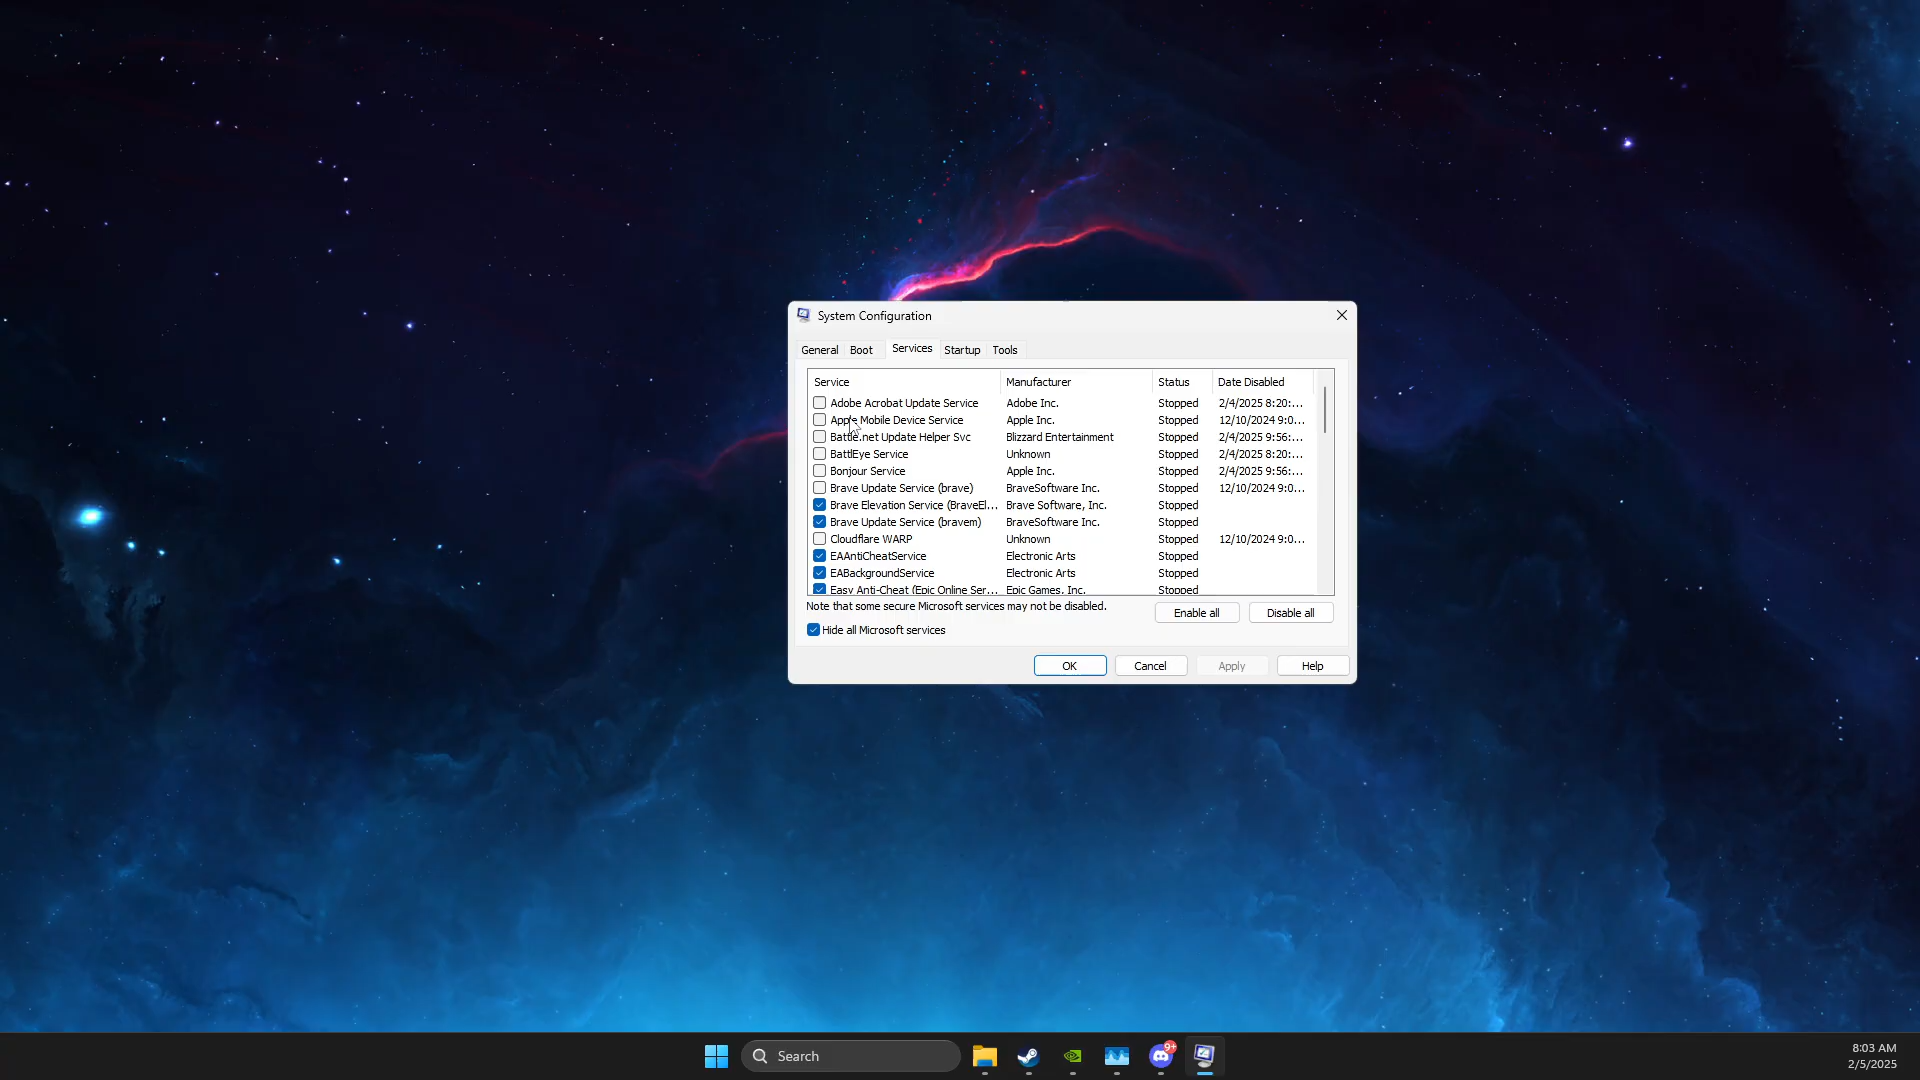 System Configuration
General Boot Services Startup Tools
Service Manufacturer Status Date Disabled
Adobe Acrobat Update Service Adobe Inc. Stopped 2/4/2025 8:20:...
Apple Mobile Device Service Apple Inc. Stopped 12/10/2024 9:0...
Battle.net Update Helper Svc Blizzard Entertainment Stopped 2/4/2025 9:56:...
BattlEye Service Unknown Stopped 2/4/2025 8:20:...
Bonjour Service Apple Inc. Stopped 2/4/2025 9:56:...
Brave Update Service (brave) BraveSoftware Inc. Stopped 12/10/2024 9:0...
Brave Elevation Service (BraveEl... Brave Software, Inc. Stopped
Brave Update Service (bravem) BraveSoftware Inc. Stopped
Cloudflare WARP Unknown Stopped 12/10/2024 9:0...
EAAntiCheatService Electronic Arts Stopped
EABackgroundService Electronic Arts Stopped
Easy Anti-Cheat (Epic Online Ser... Epic Games, Inc. Stopped
Note that some secure Microsoft services may not be disabled.
Enable all Disable all
Hide all Microsoft services
OK Cancel Apply Help
Search
9+
8:03 AM
2/5/2025